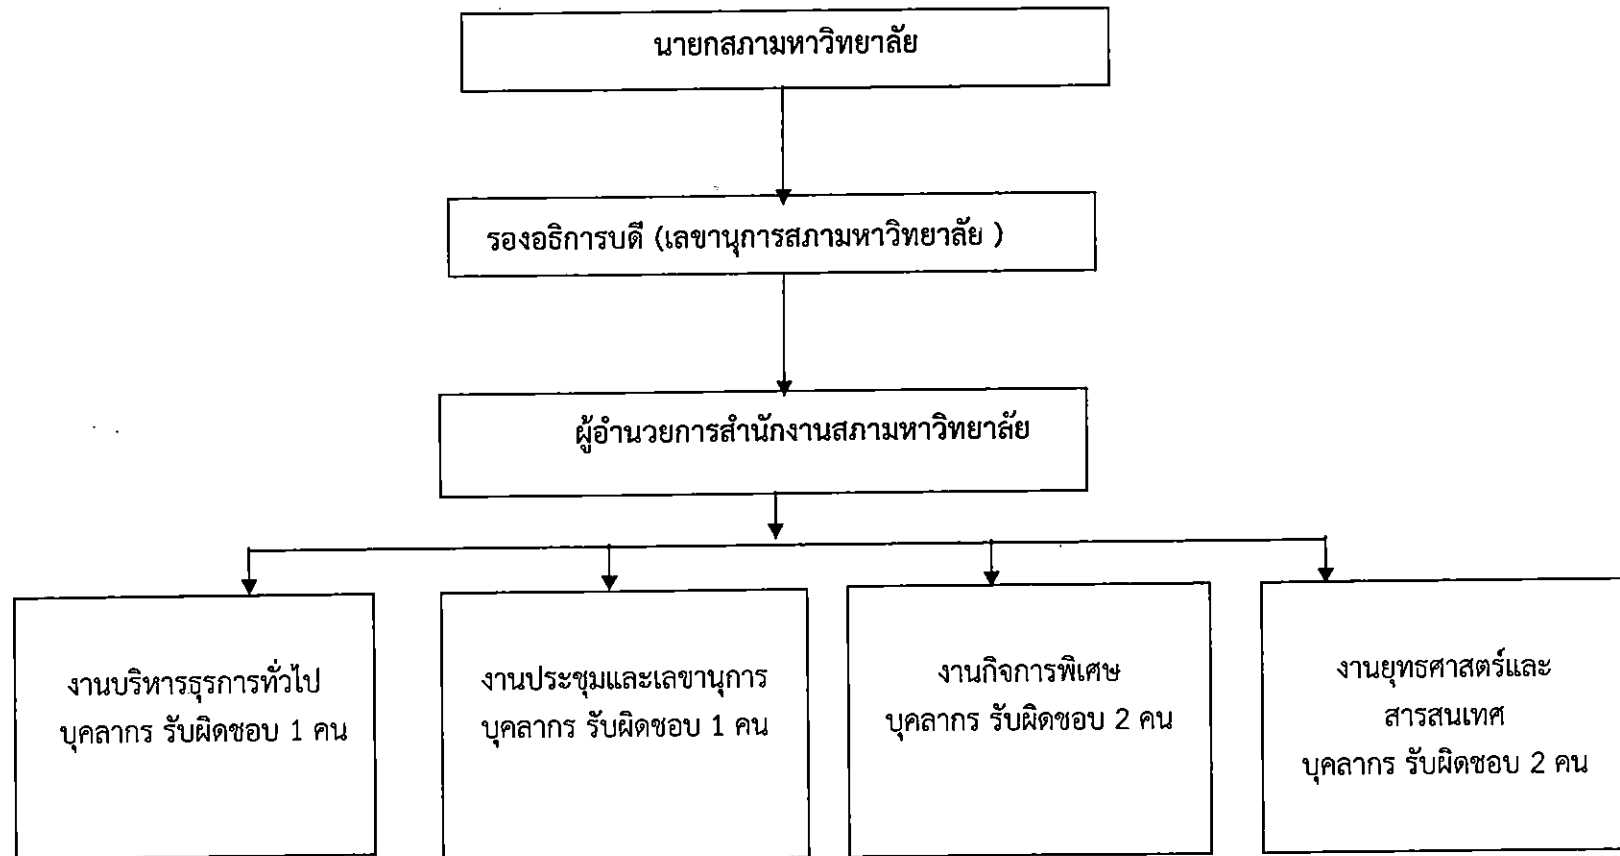 นายกสภามหาวิทยาลัย
รองอธิการบดี (เลขานุการสภามหาวิทยาลัย )
ผู้อำนวยการสำนักงานสภามหาวิทยาลัย
งานบริหารธุรการทั่วไป
บุคลากร รับผิดชอบ 1 คน
งานประชุมและเลขานุการ
บุคลากร รับผิดชอบ 1 คน
งานกิจการพิเศษ
บุคลากร รับผิดชอบ 2 คน
งานยุทธศาสตร์และ
สารสนเทศ
บุคลากร รับผิดชอบ 2 คน